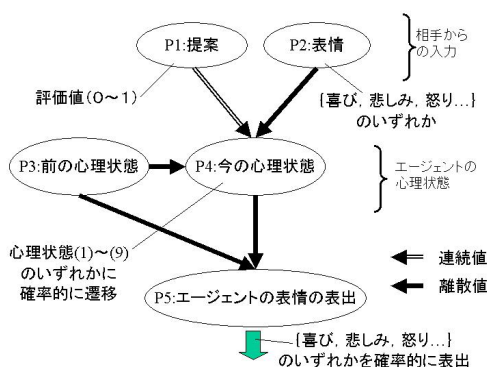 P1:提案
P2:表情
相手から
の入力
評価値(0～1)
{喜び, 悲しみ, 怒り...}
のいずれか
P3:前の心理状態
P4:今の心理状態
エージェントの
心理状態
心理状態(1)～(9)
のいずれかに
確率的に遷移
連続値
離散値
P5:エージェントの表情の表出
{喜び, 悲しみ, 怒り...}
のいずれかを確率的に表出